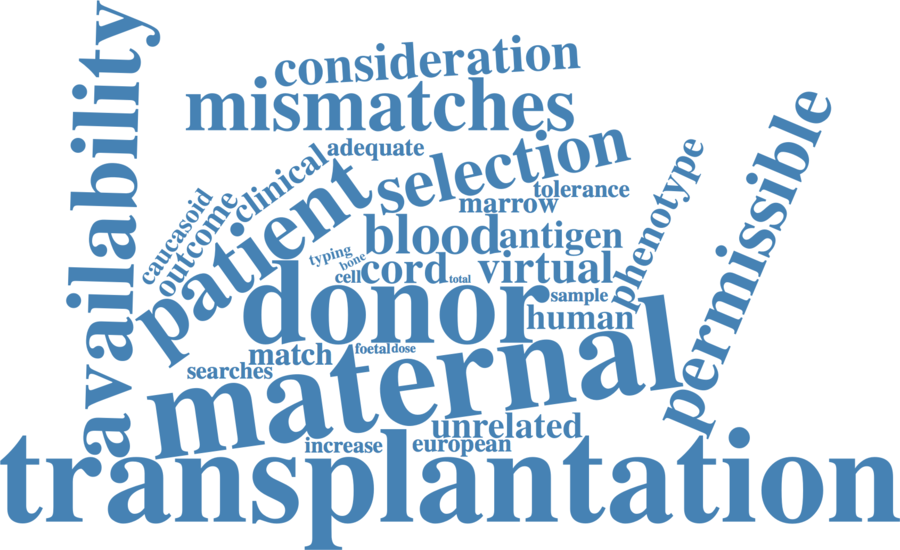 availability
consideration
mismatches
adequate
selection
clinical
patient
caucasoid
outcome
tolerance
marrow
phenotype
permissible
blood
antigen
typing
bone
cell
cord
total
virtual
donor
sample
human
match
foetal
dose
searches
maternal
unrelated
increase
european
transplantation